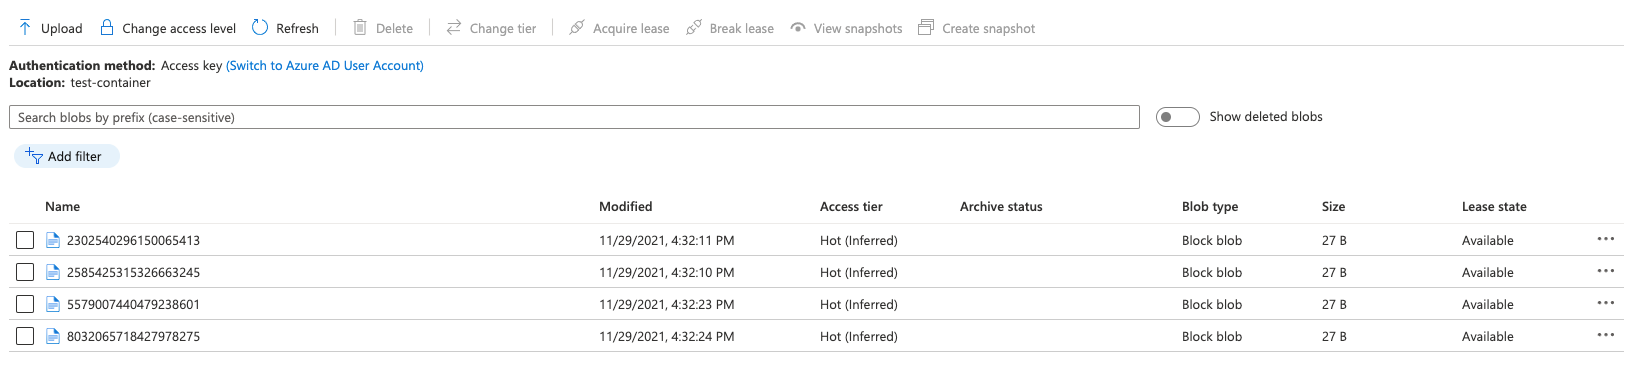 Upload Change access level Refresh Delete Change tier Acquire lease Break lease View snapshots Create snapshot
Authentication method: Access key (Switch to Azure AD User Account)
Location: test-container
Search blobs by prefix (case-sensitive) Show deleted blobs
Add filter
Name Modified Access tier Archive status Blob type Size Lease state
2302540296150065413 11/29/2021, 4:32:11 PM Hot (Inferred) Block blob 27 B Available
2585425315326663245 11/29/2021, 4:32:10 PM Hot (Inferred) Block blob 27 B Available
5579007440479238601 11/29/2021, 4:32:23 PM Hot (Inferred) Block blob 27 B Available
8032065718427978275 11/29/2021, 4:32:24 PM Hot (Inferred) Block blob 27 B Available